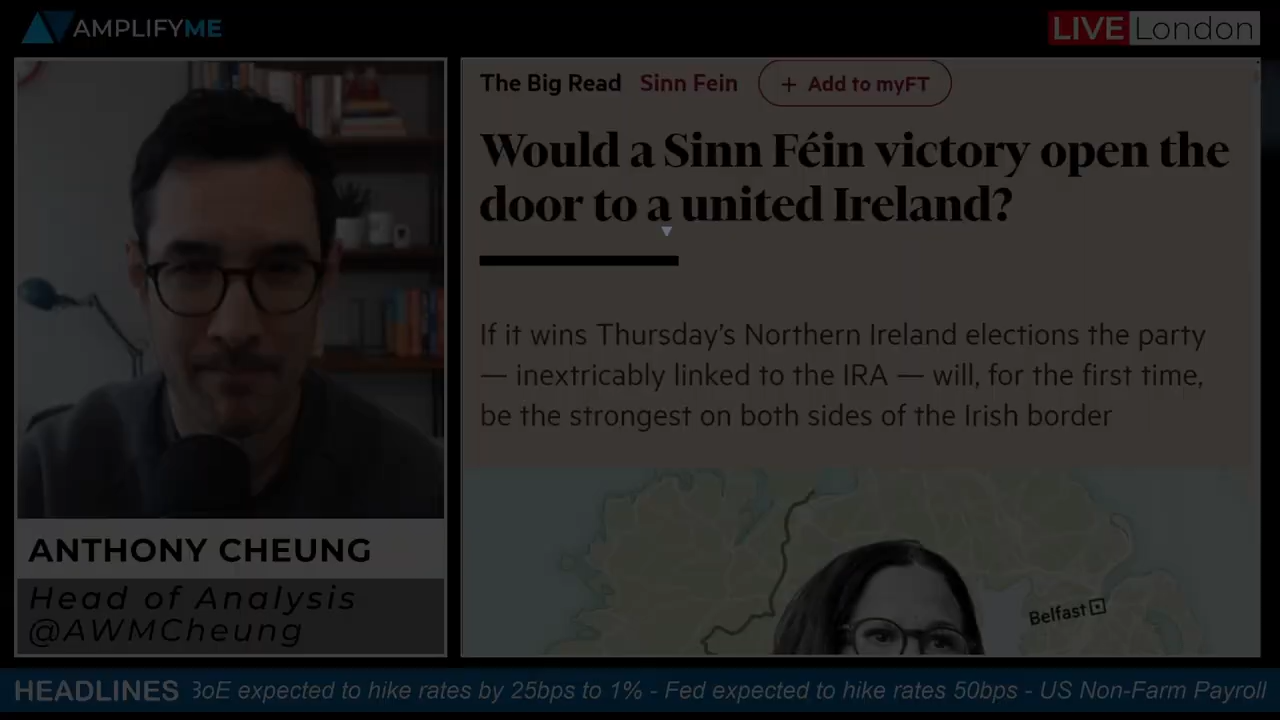 AMPLIFYME
LIVE London
The Big Read Sinn Fein + Add to myFT
Would a Sinn Féin victory open the
door to a united Ireland?
If it wins Thursday's Northern Ireland elections the party
— inextricably linked to the IRA — will, for the first time,
be the strongest on both sides of the Irish border
Belfast
ANTHONY CHEUNG
Head of Analysis
@AWMCheung
HEADLINES BoE expected to hike rates by 25bps to 1% - Fed expected to hike rates 50bps - US Non-Farm Payroll